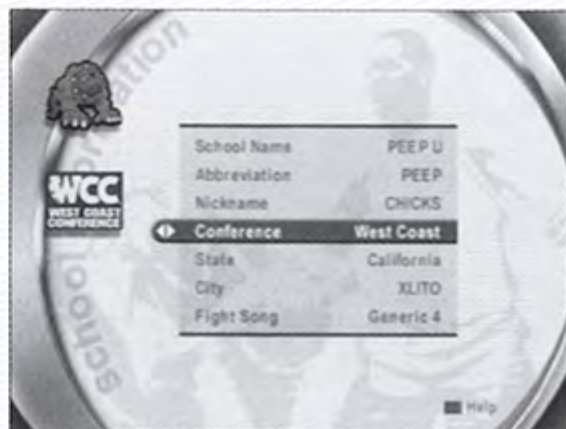 school information
WCC
WEST COAST
CONFERENCE
School Name PEEP U
Abbreviation PEEP
Nickname CHICKS
Conference West Coast
State California
City XLITO
Fight Song Generic 4
Help